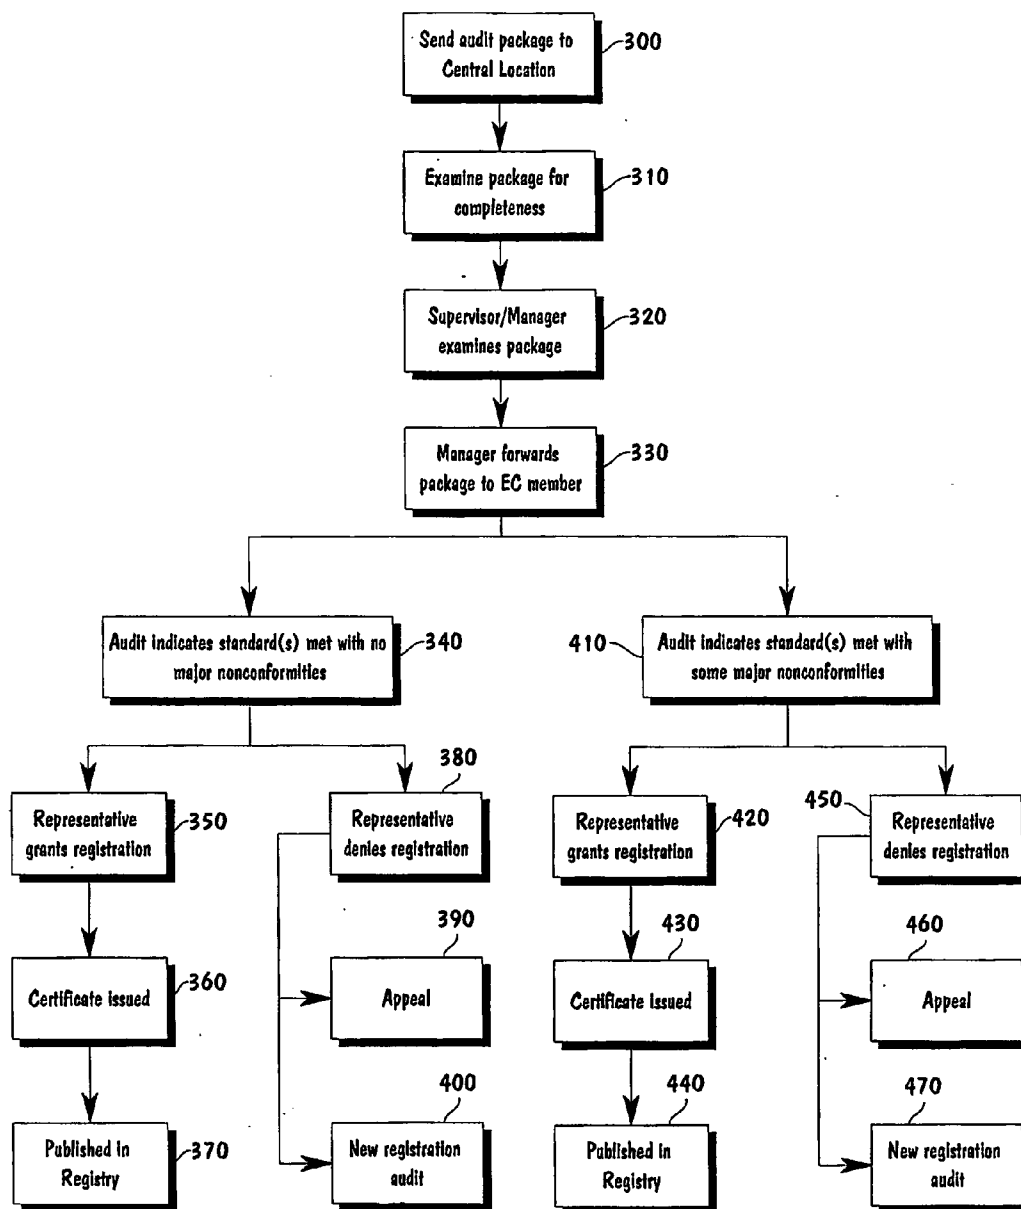 Send audit package to
Central Location
300
Examine package for
completeness
310
Supervisor/Manager
examines package
320
Manager forwards
package to EC member
330
Audit indicates standard(s) met with no
major nonconformities
340
410
Audit indicates standard(s) met with
some major nonconformities
Representative
grants registration
350
380
Representative
denies registration
Representative
grants registration
420
450
Representative
denies registration
Certificate issued
360
390
Appeal
430
Certificate issued
460
Appeal
Published in
Registry
370
400
New registration
audit
440
Published in
Registry
470
New registration
audit